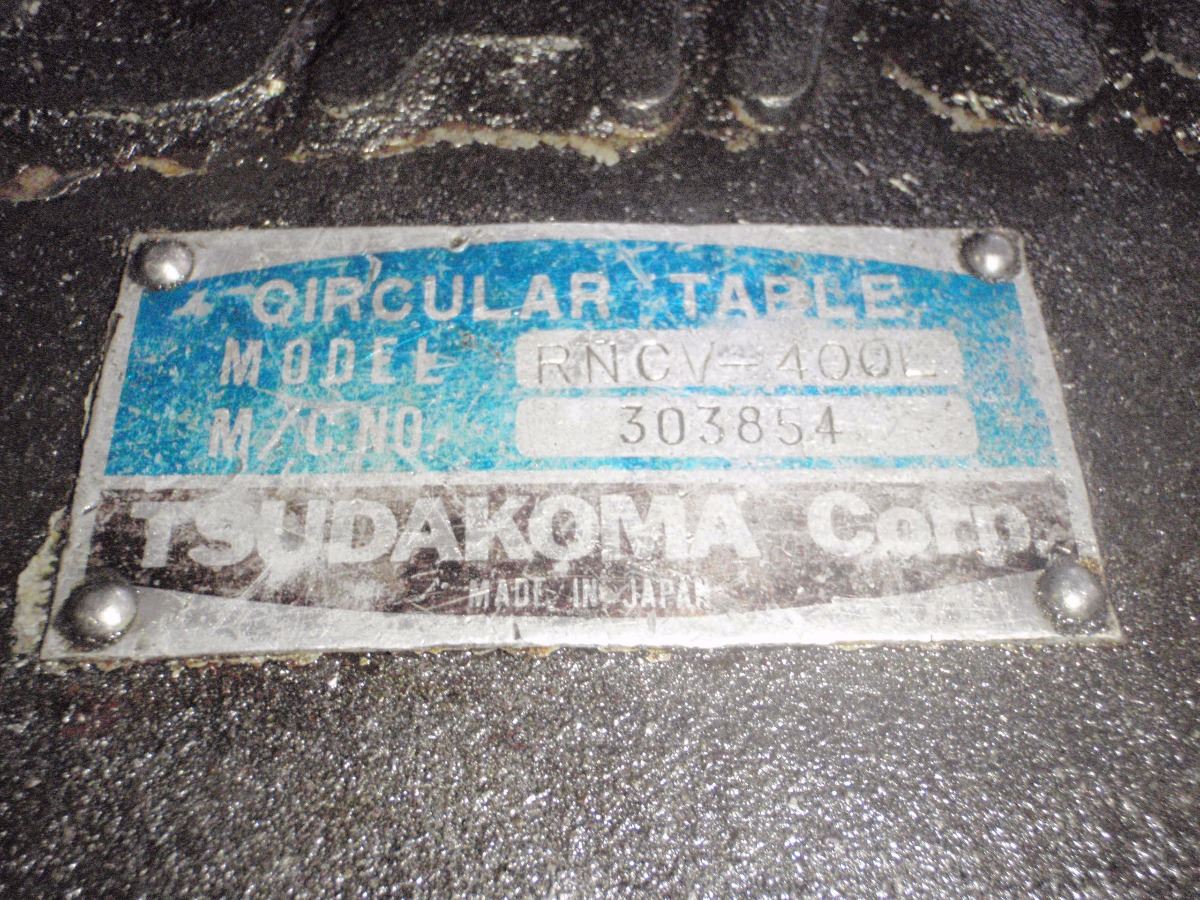 CIRCULAR TABLE
MODEL RNCV-400L
M/C.NO. 303854
TSUDAKOMA Corp.
MADE IN JAPAN